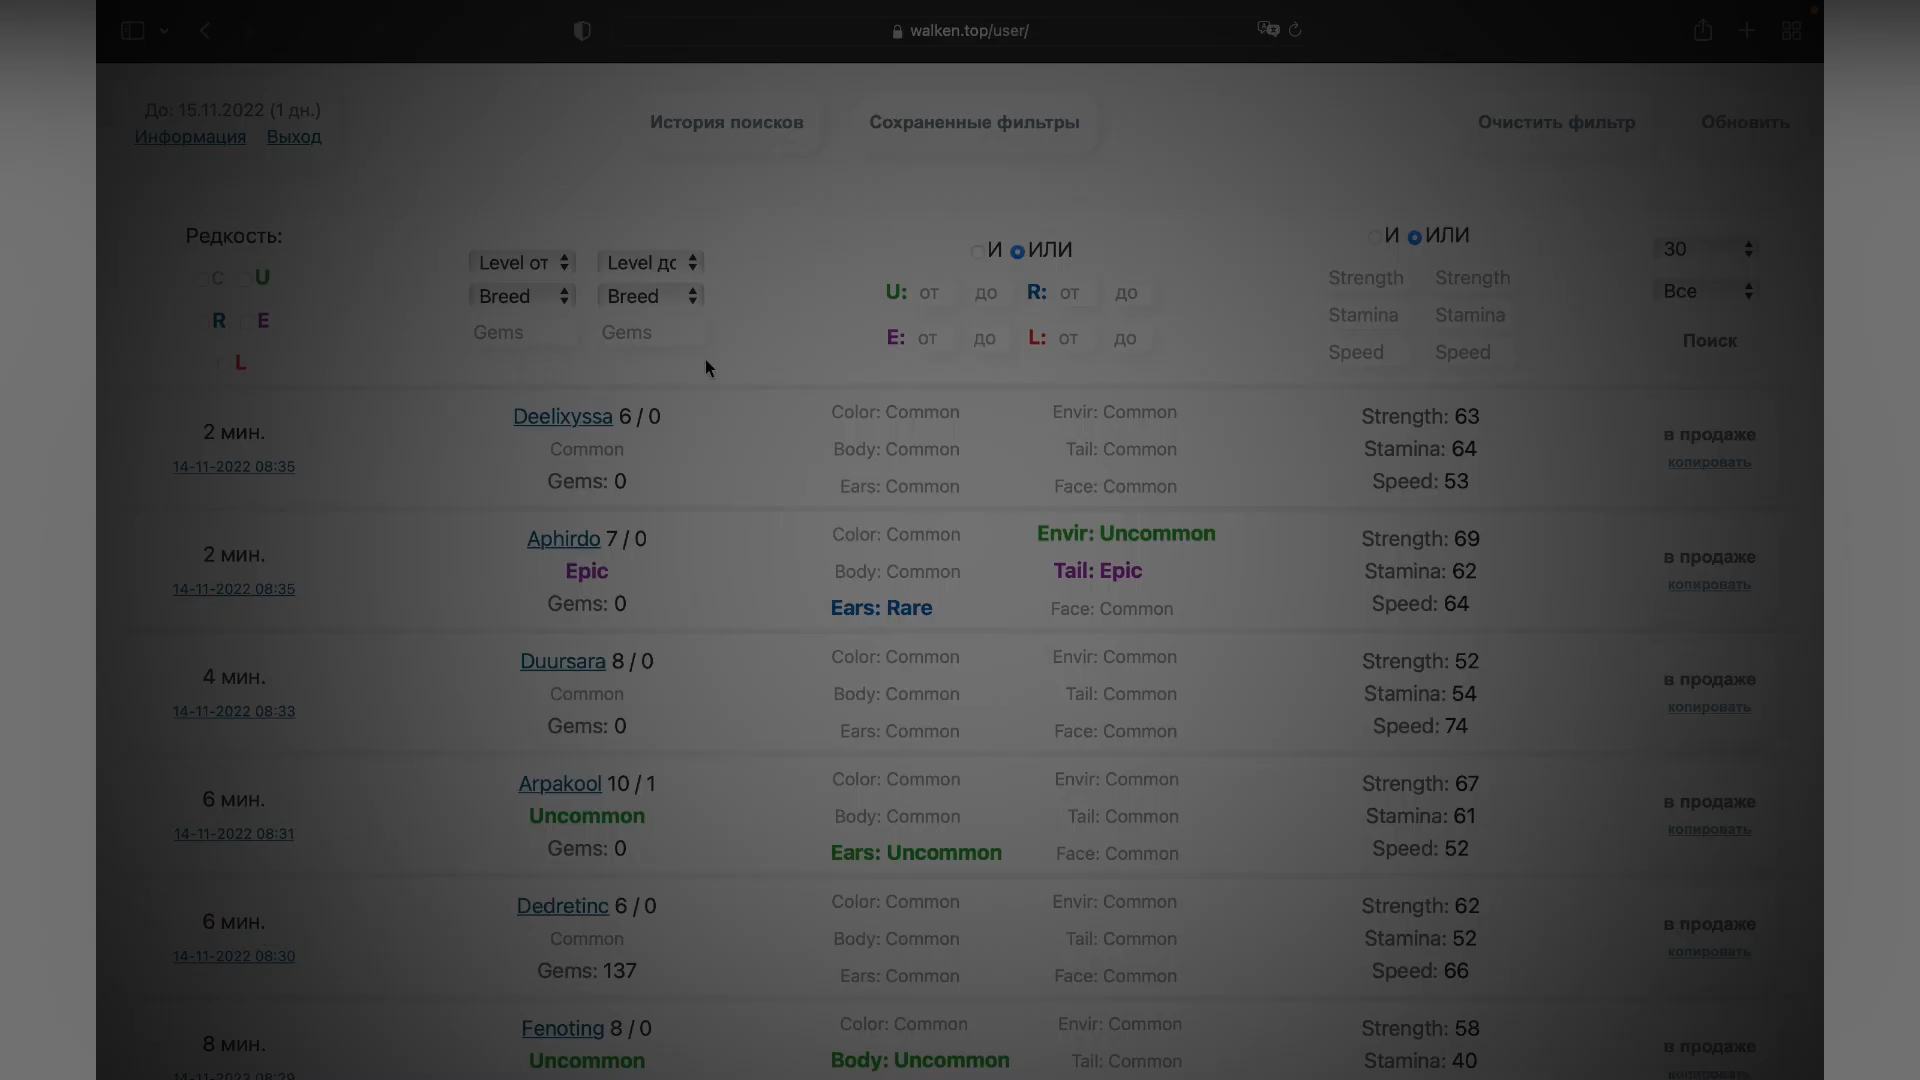 walken.top/user/
До: 15.11.2022 (1 дн.)
Информация Выход
История поисков Сохраненные фильтры Очистить фильтр Обновить
Редкость:
C U
R E
L
Level от Level до
Breed Breed
Gems Gems
И ИЛИ
U: от до R: от до
E: от до L: от до
И ИЛИ
Strength Strength
Stamina Stamina
Speed Speed
30
Все
Поиск
2 мин.
14-11-2022 08:35
Deelixyssa 6 / 0
Common
Gems: 0
Color: Common Envir: Common
Body: Common Tail: Common
Ears: Common Face: Common
Strength: 63
Stamina: 64
Speed: 53
в продаже
копировать
2 мин.
14-11-2022 08:35
Aphirdo 7 / 0
Epic
Gems: 0
Color: Common Envir: Uncommon
Body: Common Tail: Epic
Ears: Rare Face: Common
Strength: 69
Stamina: 62
Speed: 64
в продаже
копировать
4 мин.
14-11-2022 08:33
Duursara 8 / 0
Common
Gems: 0
Color: Common Envir: Common
Body: Common Tail: Common
Ears: Common Face: Common
Strength: 52
Stamina: 54
Speed: 74
в продаже
копировать
6 мин.
14-11-2022 08:31
Arpakool 10 / 1
Uncommon
Gems: 0
Color: Common Envir: Common
Body: Common Tail: Common
Ears: Uncommon Face: Common
Strength: 67
Stamina: 61
Speed: 52
в продаже
копировать
6 мин.
14-11-2022 08:30
Dedretinc 6 / 0
Common
Gems: 137
Color: Common Envir: Common
Body: Common Tail: Common
Ears: Common Face: Common
Strength: 62
Stamina: 52
Speed: 66
в продаже
копировать
8 мин.
14-11-2022 08:29
Fenoting 8 / 0
Uncommon
Color: Common Envir: Common
Body: Uncommon Tail: Common
Strength: 58
Stamina: 40
в продаже